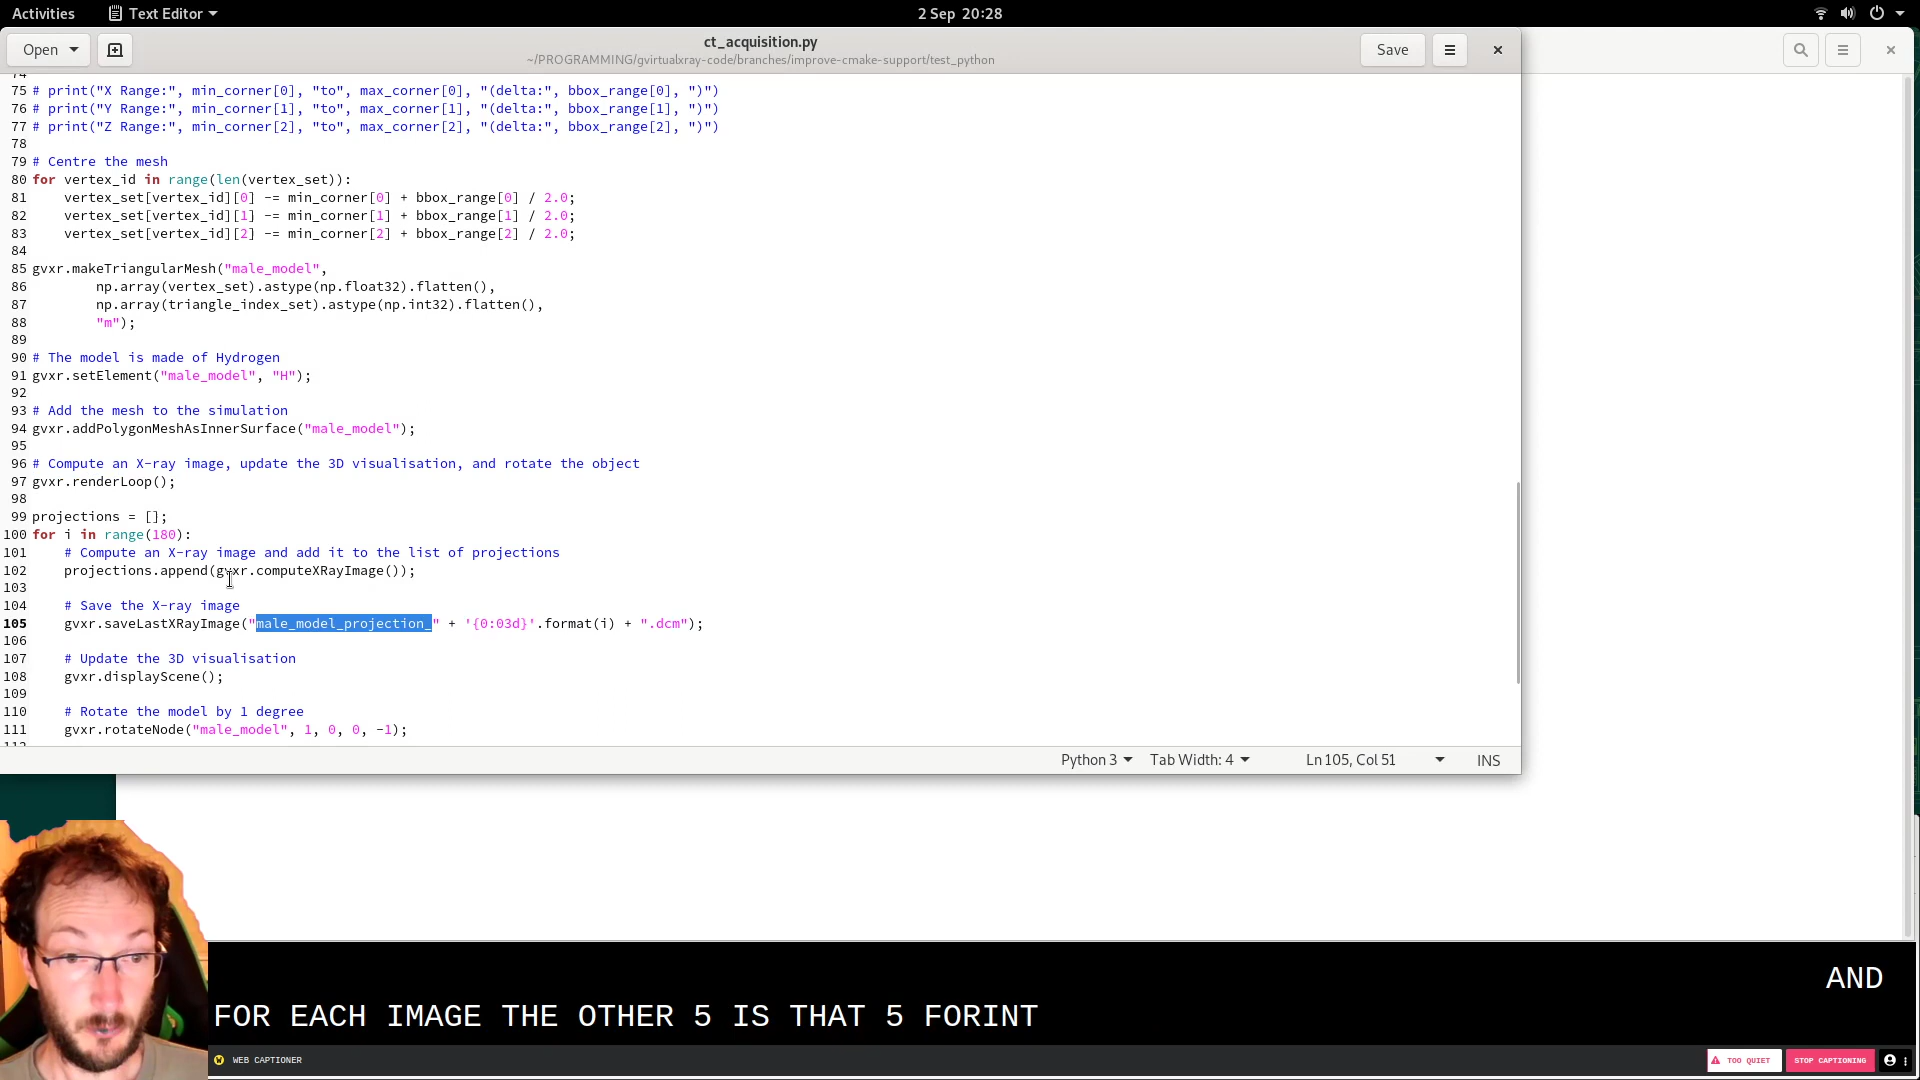 Activities Text Editor 2 Sep 20:28
Open ct_acquisition.py Save
~/PROGRAMMING/gvirtualxray-code/branches/improve-cmake-support/test_python
74
75 # print("X Range:", min_corner[0], "to", max_corner[0], "(delta:", bbox_range[0], ")")
76 # print("Y Range:", min_corner[1], "to", max_corner[1], "(delta:", bbox_range[1], ")")
77 # print("Z Range:", min_corner[2], "to", max_corner[2], "(delta:", bbox_range[2], ")")
78
79 # Centre the mesh
80 for vertex_id in range(len(vertex_set)):
81     vertex_set[vertex_id][0] -= min_corner[0] + bbox_range[0] / 2.0;
82     vertex_set[vertex_id][1] -= min_corner[1] + bbox_range[1] / 2.0;
83     vertex_set[vertex_id][2] -= min_corner[2] + bbox_range[2] / 2.0;
84
85 gvxr.makeTriangularMesh("male_model",
86         np.array(vertex_set).astype(np.float32).flatten(),
87         np.array(triangle_index_set).astype(np.int32).flatten(),
88         "m");
89
90 # The model is made of Hydrogen
91 gvxr.setElement("male_model", "H");
92
93 # Add the mesh to the simulation
94 gvxr.addPolygonMeshAsInnerSurface("male_model");
95
96 # Compute an X-ray image, update the 3D visualisation, and rotate the object
97 gvxr.renderLoop();
98
99 projections = [];
100 for i in range(180):
101     # Compute an X-ray image and add it to the list of projections
102     projections.append(gvxr.computeXRayImage());
103
104     # Save the X-ray image
105     gvxr.saveLastXRayImage("male_model_projection_" + '{0:03d}'.format(i) + ".dcm");
106
107     # Update the 3D visualisation
108     gvxr.displayScene();
109
110     # Rotate the model by 1 degree
111     gvxr.rotateNode("male_model", 1, 0, 0, -1);
112
Python 3 Tab Width: 4 Ln 105, Col 51 INS
AND
FOR EACH IMAGE THE OTHER 5 IS THAT 5 FORINT
WEB CAPTIONER TOO QUIET STOP CAPTIONING